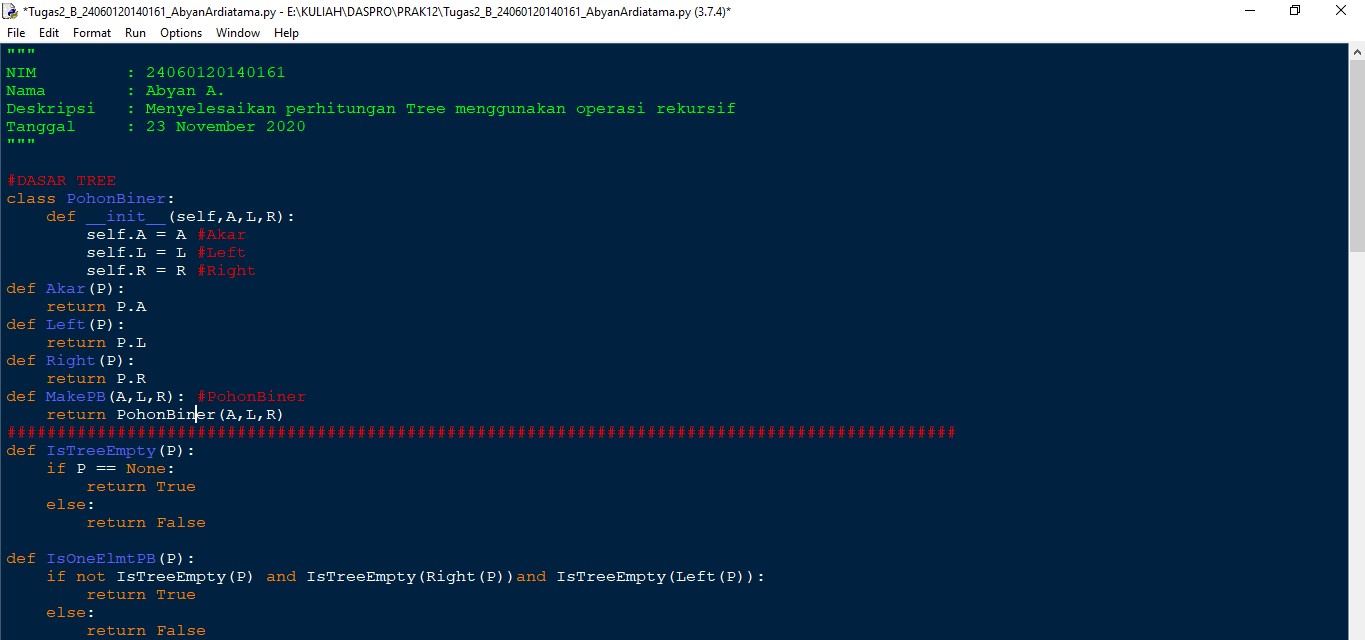 *Tugas2_B_24060120140161_AbyanArdiatama.py - E:\KULIAH\DASPRO\PRAK12\Tugas2_B_24060120140161_AbyanArdiatama.py (3.7.4)*
File Edit Format Run Options Window Help
"""
NIM : 24060120140161
Nama : Abyan A.
Deskripsi : Menyelesaikan perhitungan Tree menggunakan operasi rekursif
Tanggal : 23 November 2020
"""
#DASAR TREE
class PohonBiner:
    def __init__(self,A,L,R):
        self.A = A #Akar
        self.L = L #Left
        self.R = R #Right
def Akar(P):
    return P.A
def Left(P):
    return P.L
def Right(P):
    return P.R
def MakePB(A,L,R): #PohonBiner
    return PohonBiner(A,L,R)
###############################################################################################
def IsTreeEmpty(P):
    if P == None:
        return True
    else:
        return False
def IsOneElmtPB(P):
    if not IsTreeEmpty(P) and IsTreeEmpty(Right(P))and IsTreeEmpty(Left(P)):
        return True
    else:
        return False